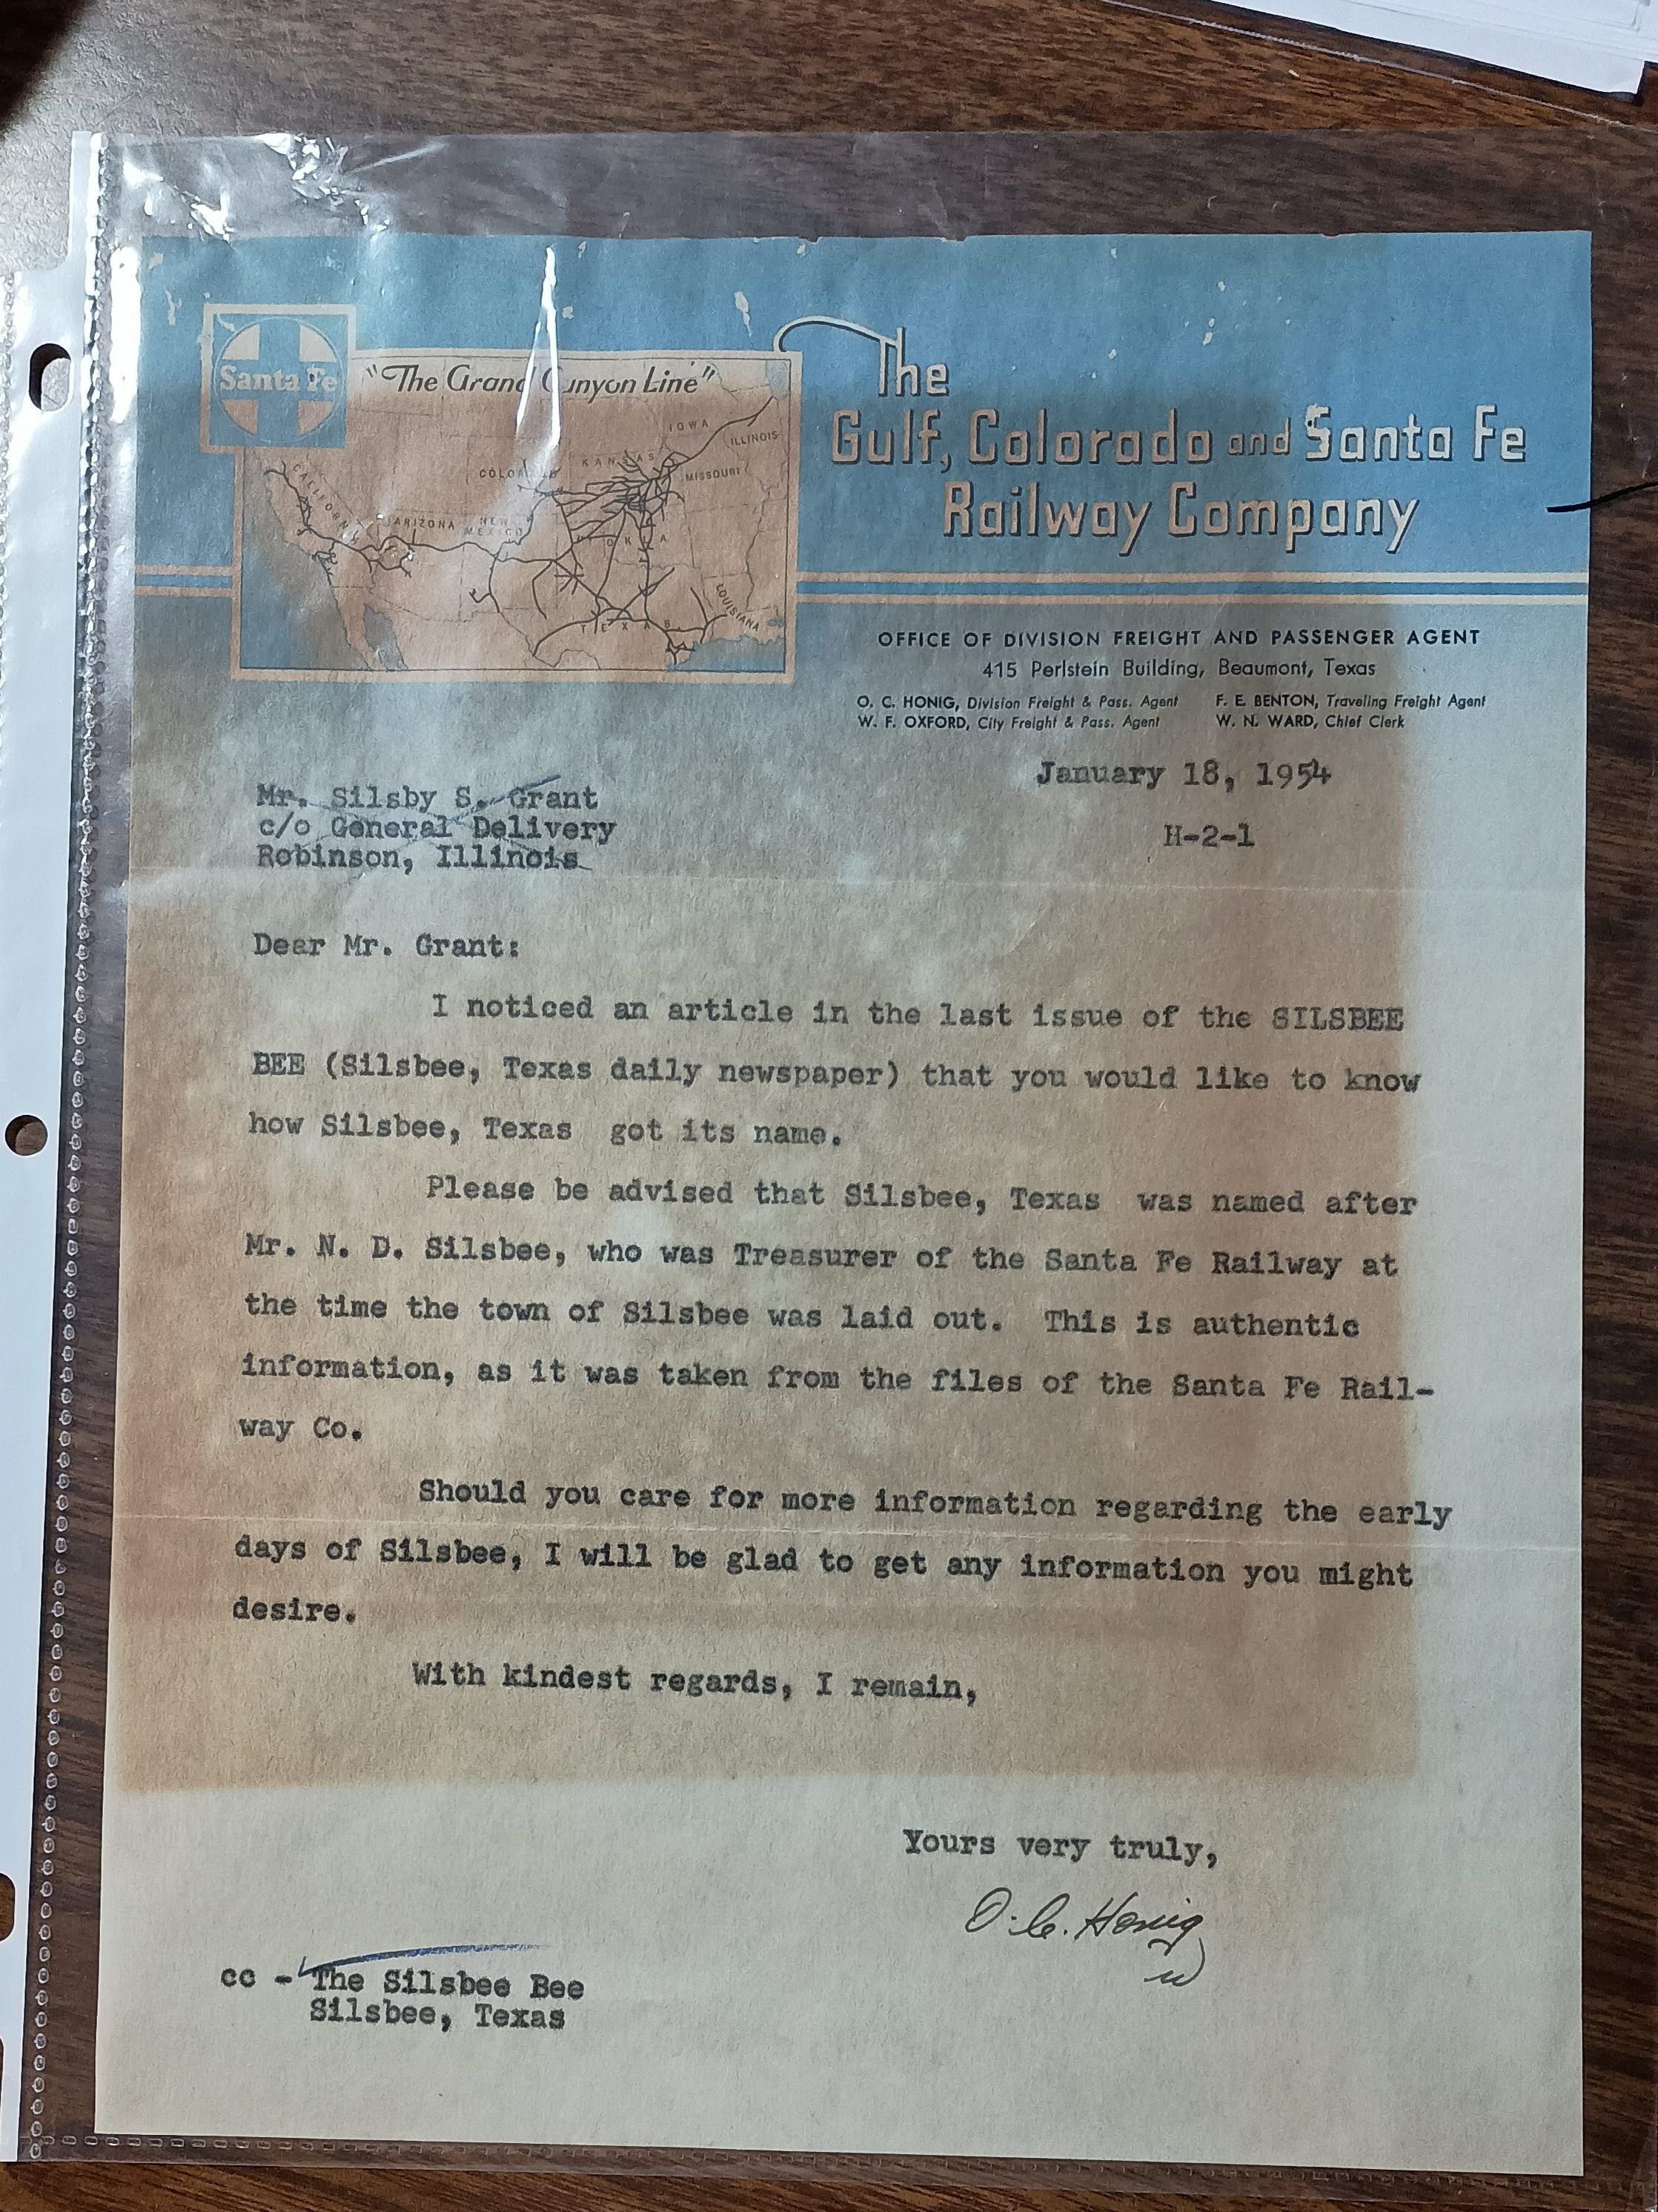 Santa Fe
"The Grand Canyon Line"
IOWA
ILLINOIS
KANSAS
COLORADO
MISSOURI
CALIFORNIA
ARIZONA
NEW
MEXICO
OKLA
LOUISIANA
TEXAS
The
Gulf, Colorado and Santa Fe
Railway Company
OFFICE OF DIVISION FREIGHT AND PASSENGER AGENT
415 Perlstein Building, Beaumont, Texas
O. C. HONIG, Division Freight & Pass. Agent F. E. BENTON, Traveling Freight Agent
W. F. OXFORD, City Freight & Pass. Agent W. N. WARD, Chief Clerk
January 18, 1954
Mr. Silsby S. Grant
c/o General Delivery
Robinson, Illinois
H-2-1
Dear Mr. Grant:
I noticed an article in the last issue of the SILSBEE
BEE (Silsbee, Texas daily newspaper) that you would like to know
how Silsbee, Texas got its name.
Please be advised that Silsbee, Texas was named after
Mr. N. D. Silsbee, who was Treasurer of the Santa Fe Railway at
the time the town of Silsbee was laid out. This is authentic
information, as it was taken from the files of the Santa Fe Rail-
way Co.
Should you care for more information regarding the early
days of Silsbee, I will be glad to get any information you might
desire.
With kindest regards, I remain,
Yours very truly,
O. C. Honig
w
cc - The Silsbee Bee
Silsbee, Texas